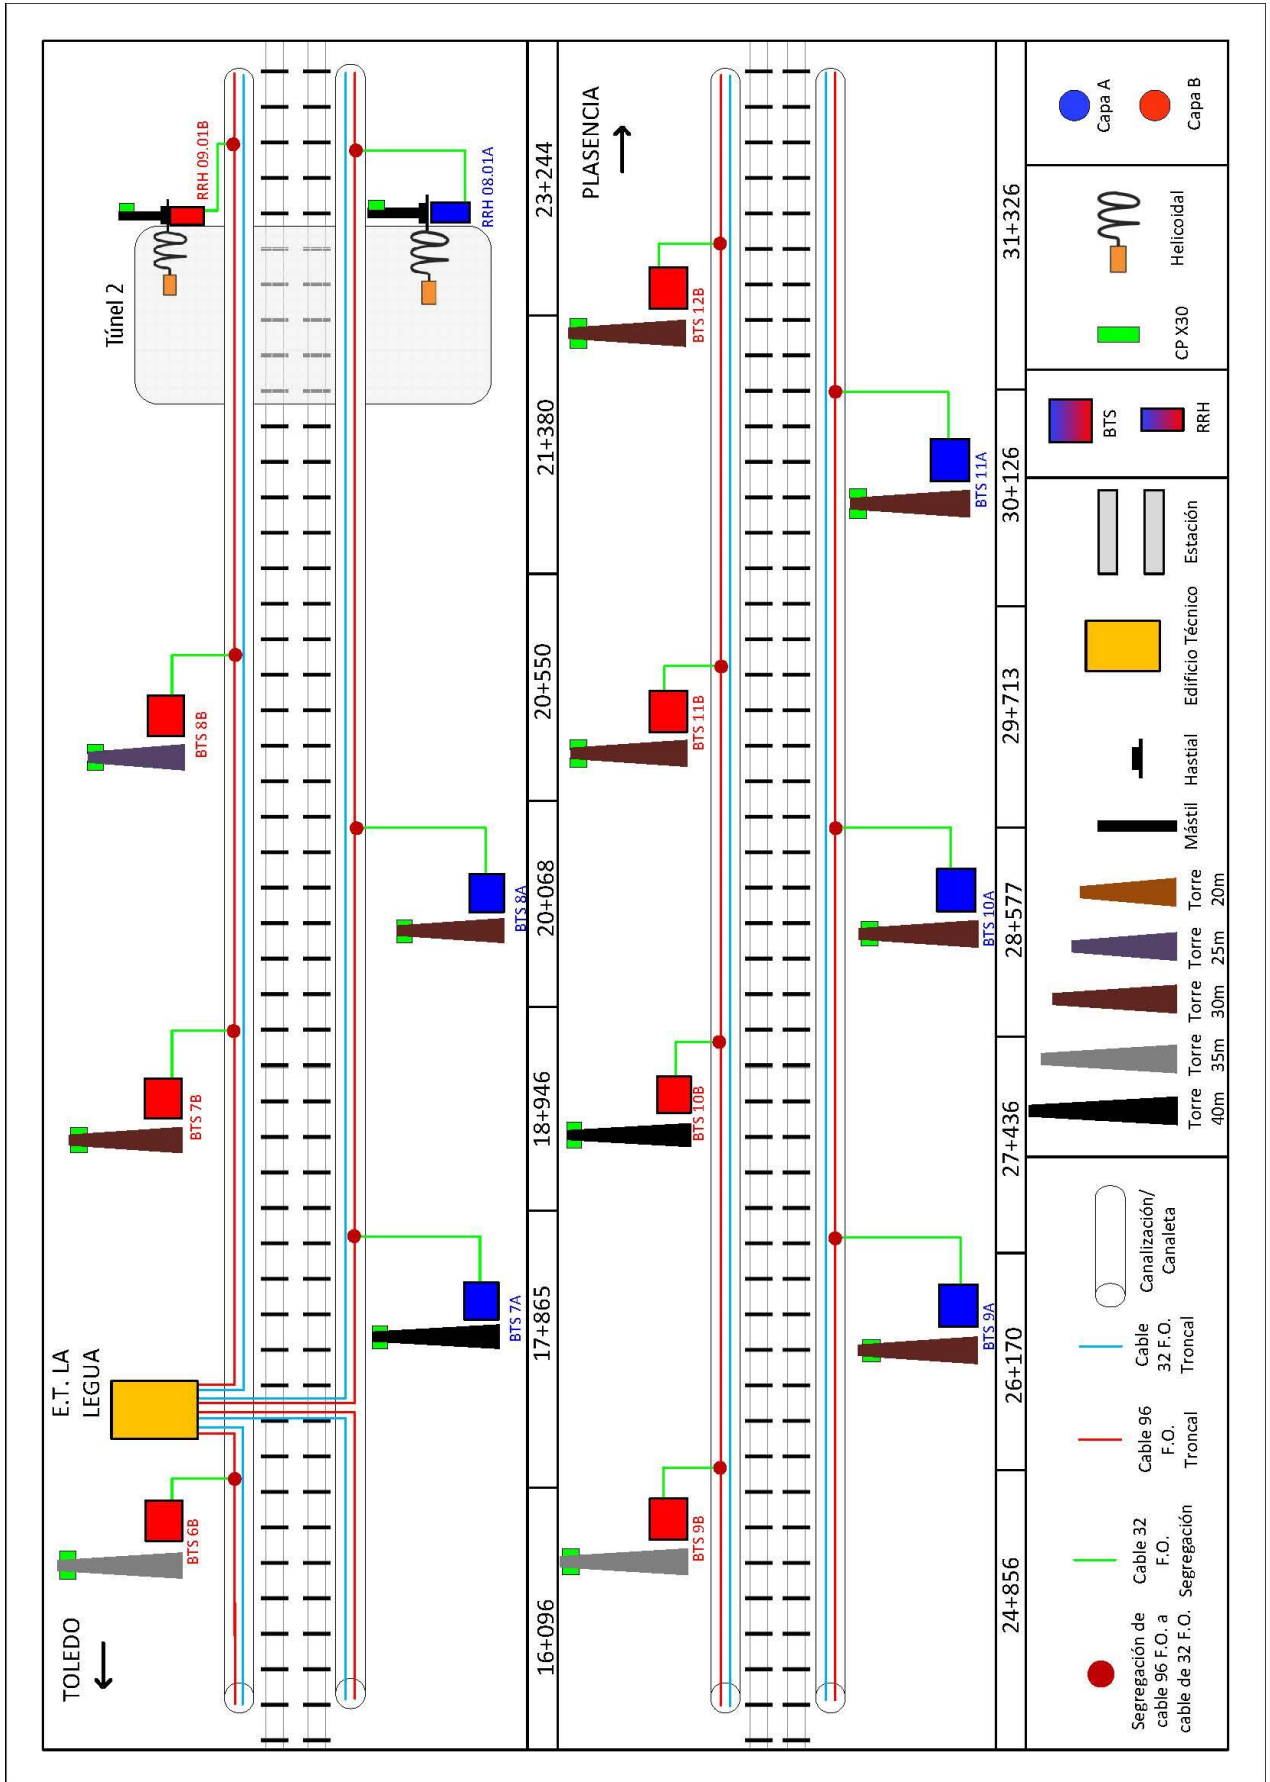 TOLEDO
E.T. LA
LEGUA
Túnel 2
BTS 6B
BTS 7B
BTS 8B
RRH 09.01B
BTS 7A
BTS 8A
RRH 08.01A
16+096
17+865
18+946
20+068
20+550
21+380
23+244
PLASENCIA
BTS 9B
BTS 10B
BTS 11B
BTS 12B
BTS 9A
BTS 10A
BTS 11A
24+856
26+170
27+436
28+577
29+713
30+126
31+326
Segregación de
cable 96 F.O. a
cable de 32 F.O.
Cable 32
F.O.
Segregación
Cable 96
F.O.
Troncal
Cable
32 F.O.
Troncal
Canalización/
Canaleta
Torre
40m
Torre
35m
Torre
30m
Torre
25m
Torre
20m
Mástil
Hastial
Edificio Técnico
Estación
BTS
RRH
CP X30
Helicoidal
Capa A
Capa B